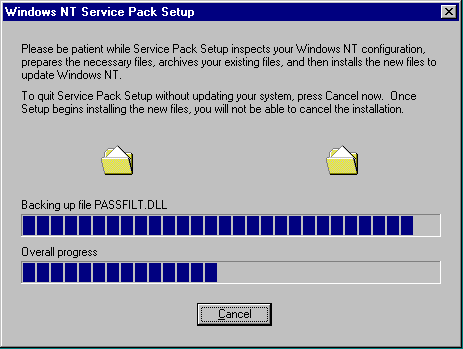 Windows NT Service Pack Setup
Please be patient while Service Pack Setup inspects your Windows NT configuration,
prepares the necessary files, archives your existing files, and then installs the new files to
update Windows NT.
To quit Service Pack Setup without updating your system, press Cancel now.  Once
Setup begins installing the new files, you will not be able to cancel the installation.
Backing up file PASSFILT.DLL
Overall progress
Cancel